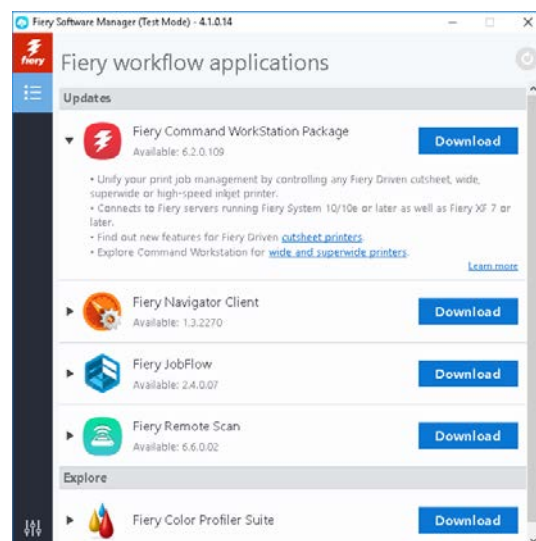 Fiery Software Manager (Test Mode) - 4.1.0.14
fiery
Fiery workflow applications
Updates
Fiery Command WorkStation Package
Available: 6.2.0.109
Download
• Unify your print job management by controlling any Fiery Driven cutsheet, wide,
superwide or high-speed inkjet printer.
• Connects to Fiery servers running Fiery System 10/10e or later as well as Fiery XF 7 or
later.
• Find out new features for Fiery Driven cutsheet printers.
• Explore Command Workstation for wide and superwide printers.
Learn more
Fiery Navigator Client
Available: 1.3.2270
Download
Fiery JobFlow
Available: 2.4.0.07
Download
Fiery Remote Scan
Available: 6.6.0.02
Download
Explore
Fiery Color Profiler Suite
Download